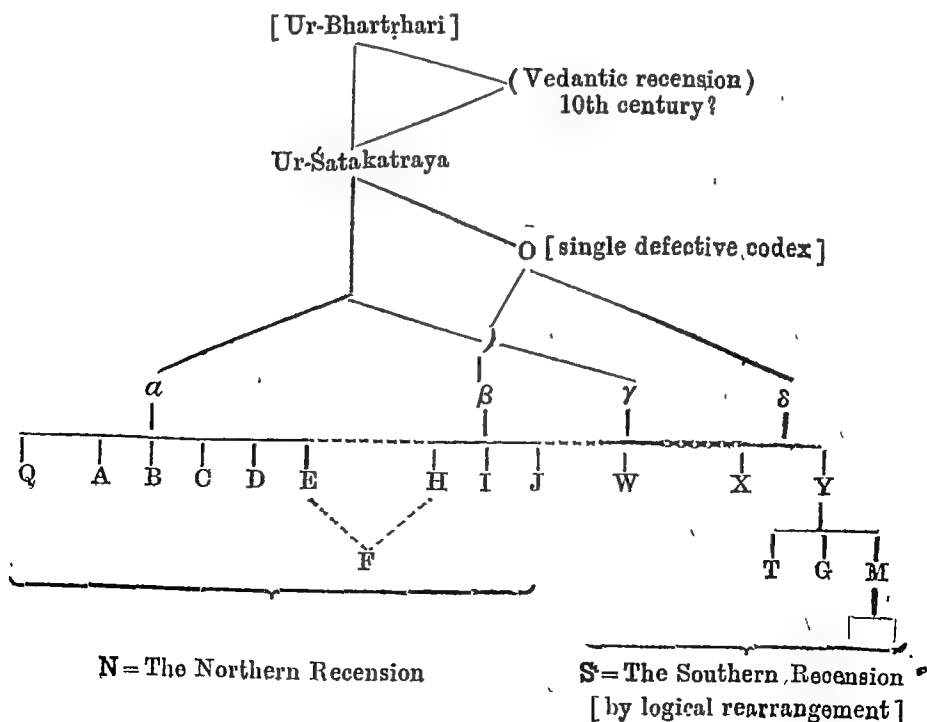 [ Ur-Bhartṛhari ]
(Vedantic recension)
10th century?
Ur-Śatakatraya
Ō [ single defective codex ]
α β γ δ
Q A B C D E H I J W X Y
F
T G M
N = The Northern Recension
S = The Southern Recension
[ by logical rearrangement ]